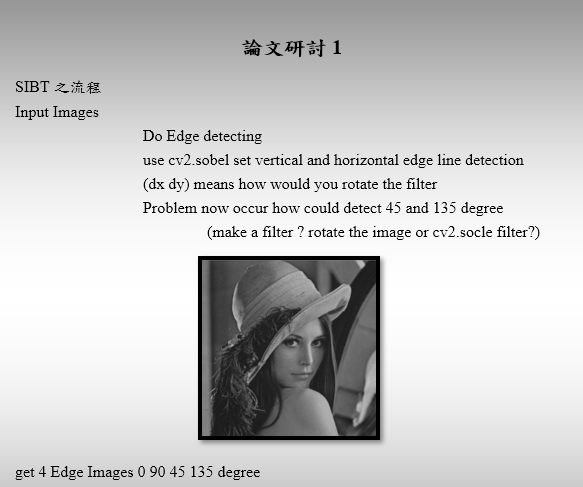 論文研討 1
SIBT 之流程
Input Images
Do Edge detecting
use cv2.sobel set vertical and horizontal edge line detection
(dx dy) means how would you rotate the filter
Problem now occur how could detect 45 and 135 degree
(make a filter ? rotate the image or cv2.socle filter?)
get 4 Edge Images 0 90 45 135 degree